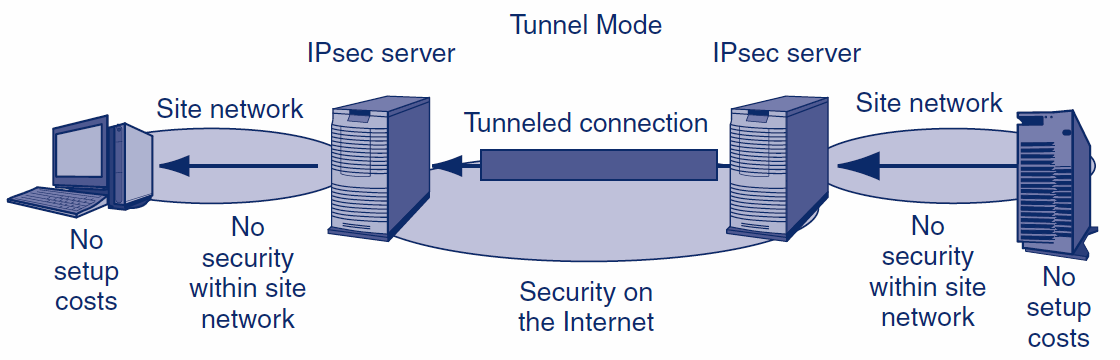 Tunnel Mode
IPsec server
IPsec server
Site network
Tunneled connection
Site network
No
setup
costs
No
security
within site
network
Security on
the Internet
No
security
within site
network
No
setup
costs